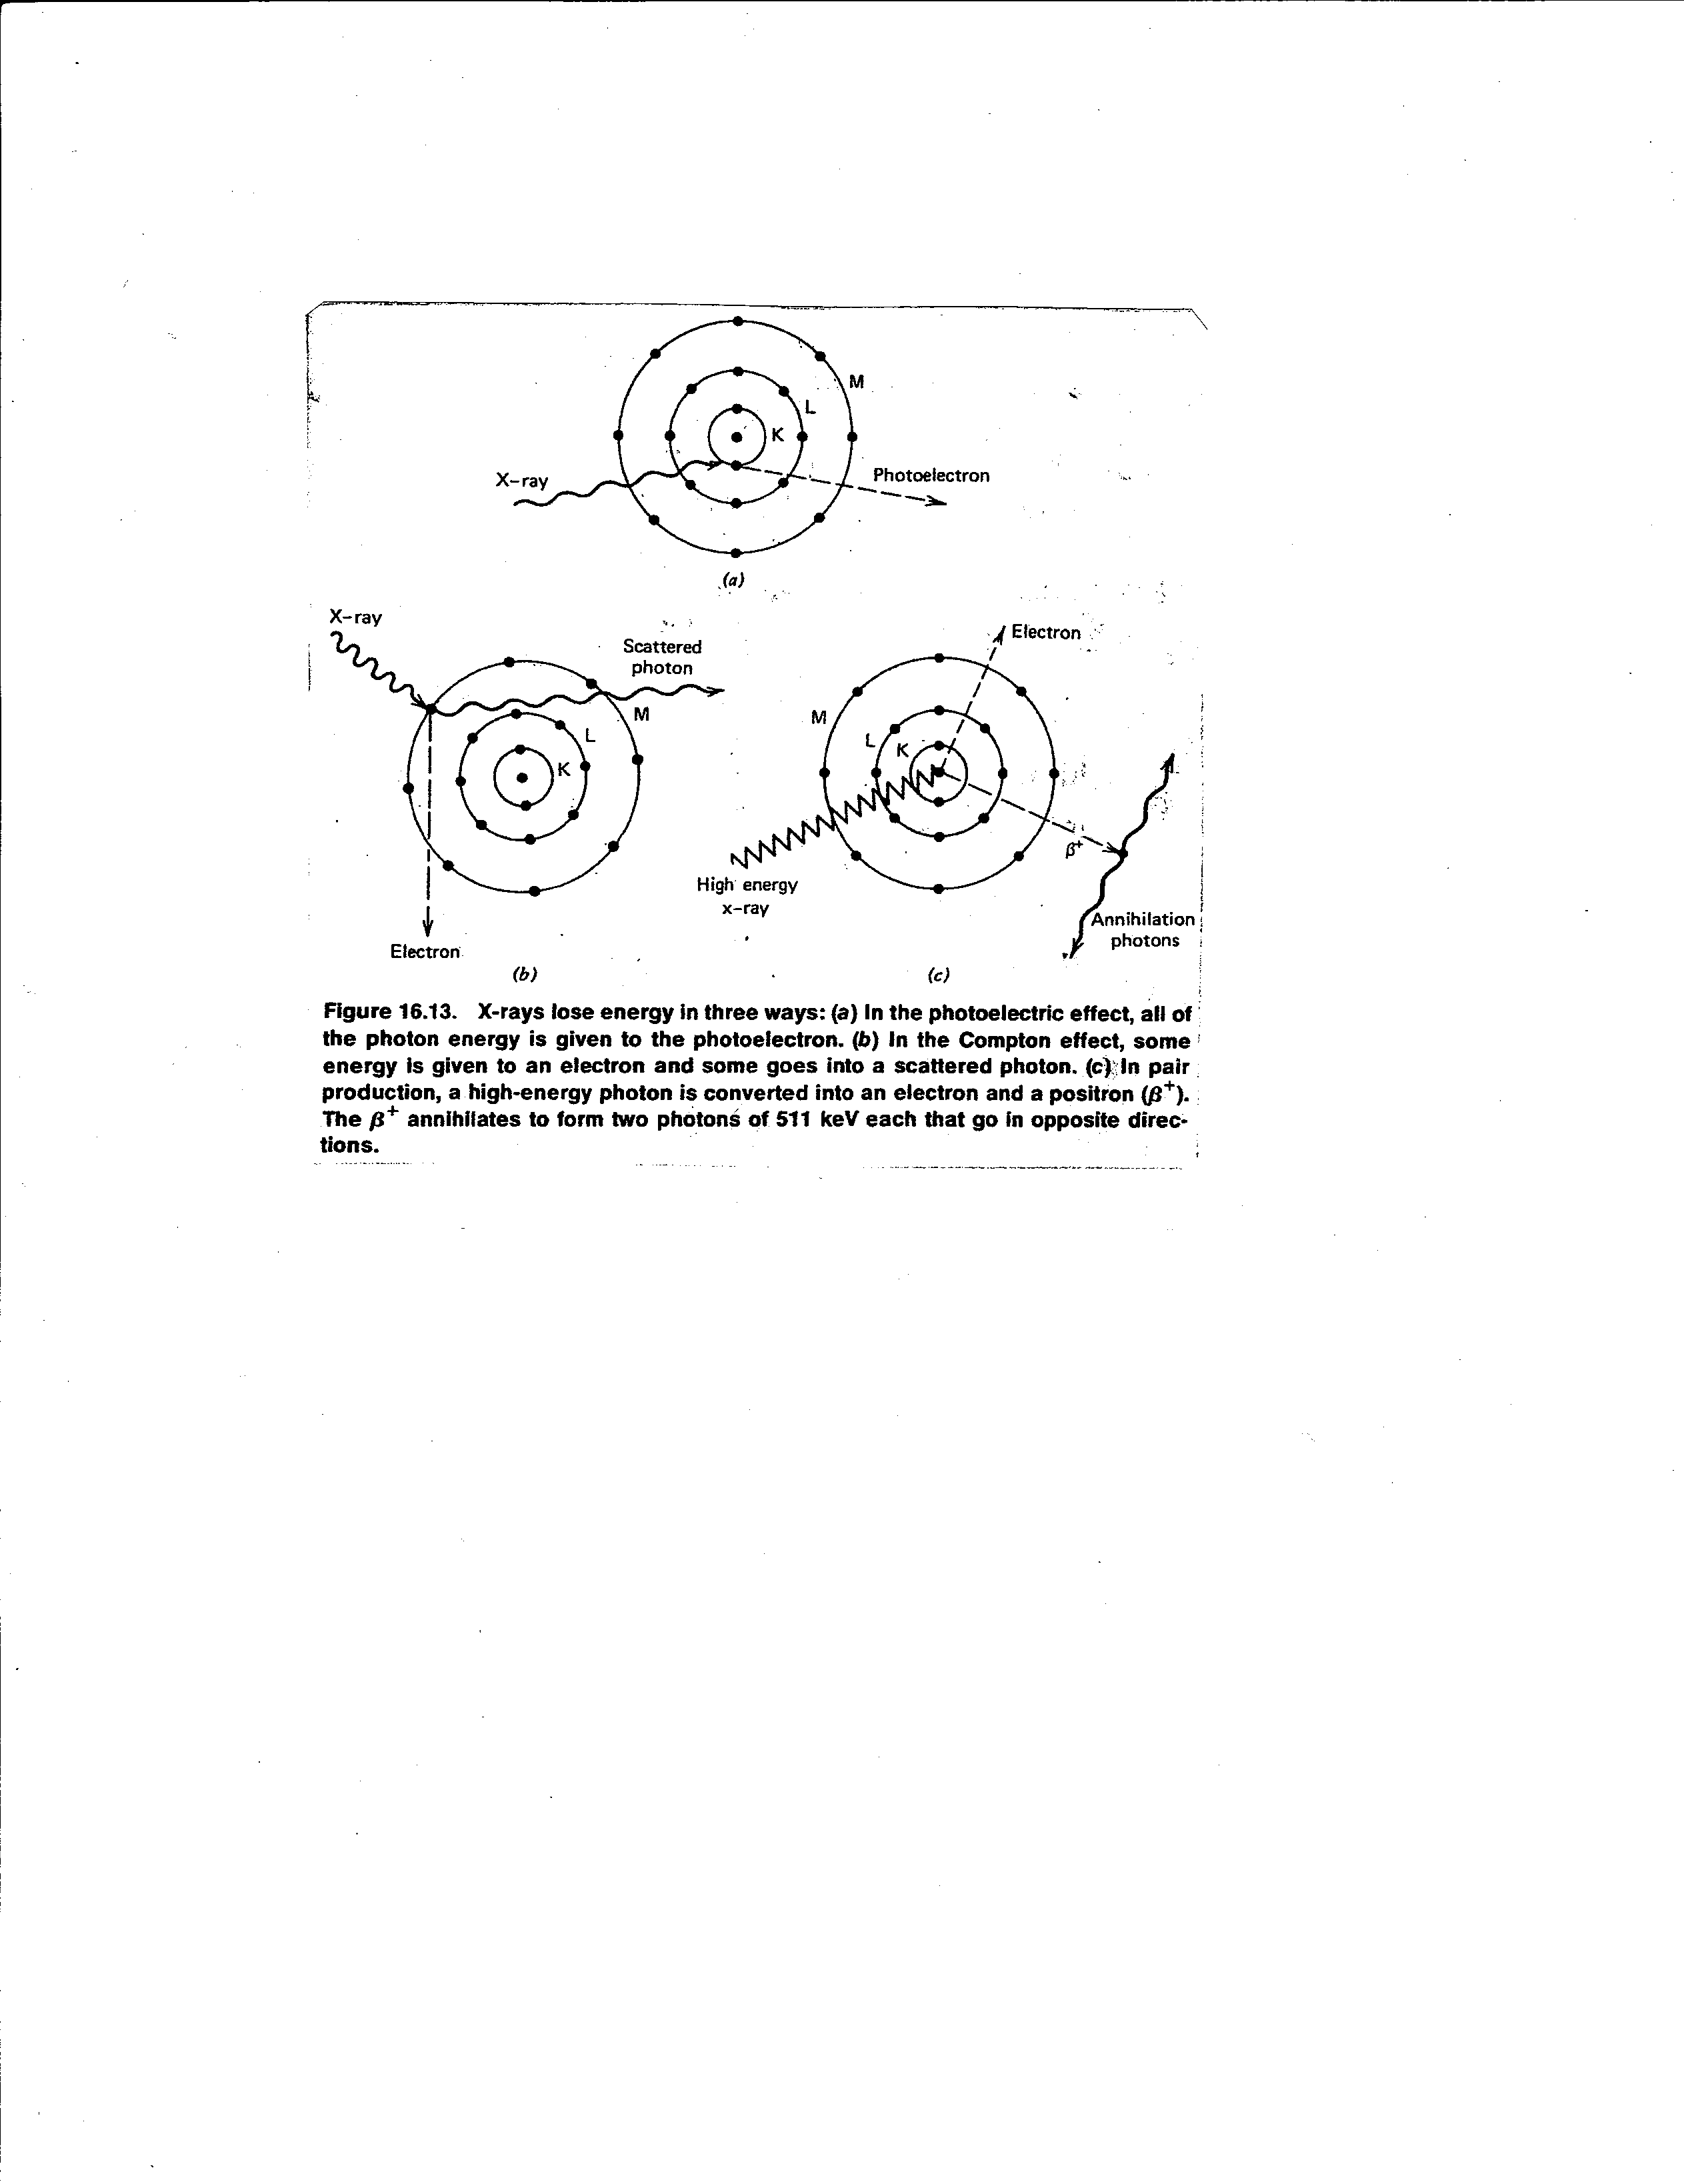 M
L
K
X-ray
Photoelectron
(a)
X-ray
Scattered
photon
M
L
K
Electron
(b)
Electron
M
L
K
β+
High energy
x-ray
Annihilation
photons
(c)
Figure 16.13. X-rays lose energy in three ways: (a) In the photoelectric effect, all of
the photon energy is given to the photoelectron. (b) In the Compton effect, some
energy is given to an electron and some goes into a scattered photon. (c) In pair
production, a high-energy photon is converted into an electron and a positron (β+).
The β+ annihilates to form two photons of 511 keV each that go in opposite direc-
tions.